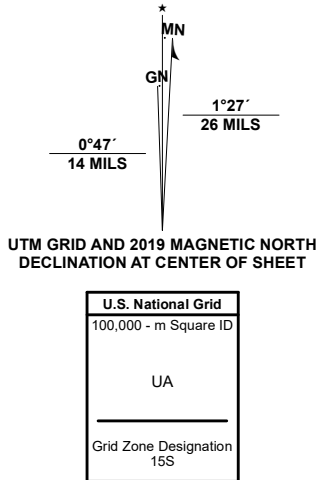 ★
MN
GN
1°27´
26 MILS
0°47´
14 MILS
UTM GRID AND 2019 MAGNETIC NORTH
DECLINATION AT CENTER OF SHEET
U.S. National Grid
100,000 - m Square ID
UA
Grid Zone Designation
15S